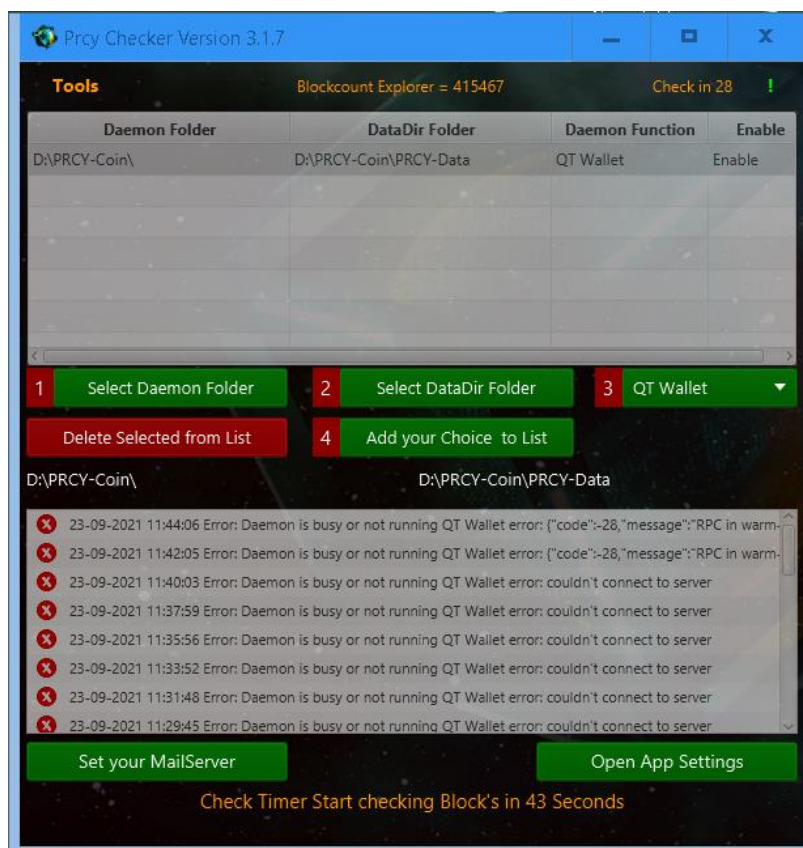 Prcy Checker Version 3.1.7
Tools Blockcount Explorer = 415467 Check in 28 !
Daemon Folder DataDir Folder Daemon Function Enable
D:\PRCY-Coin\ D:\PRCY-Coin\PRCY-Data QT Wallet Enable
1 Select Daemon Folder 2 Select DataDir Folder 3 QT Wallet
Delete Selected from List 4 Add your Choice to List
D:\PRCY-Coin\ D:\PRCY-Coin\PRCY-Data
23-09-2021 11:44:06 Error: Daemon is busy or not running QT Wallet error: {"code":-28,"message":"RPC in warm-
23-09-2021 11:42:05 Error: Daemon is busy or not running QT Wallet error: {"code":-28,"message":"RPC in warm-
23-09-2021 11:40:03 Error: Daemon is busy or not running QT Wallet error: couldn't connect to server
23-09-2021 11:37:59 Error: Daemon is busy or not running QT Wallet error: couldn't connect to server
23-09-2021 11:35:56 Error: Daemon is busy or not running QT Wallet error: couldn't connect to server
23-09-2021 11:33:52 Error: Daemon is busy or not running QT Wallet error: couldn't connect to server
23-09-2021 11:31:48 Error: Daemon is busy or not running QT Wallet error: couldn't connect to server
23-09-2021 11:29:45 Error: Daemon is busy or not running QT Wallet error: couldn't connect to server
Set your MailServer Open App Settings
Check Timer Start checking Block's in 43 Seconds